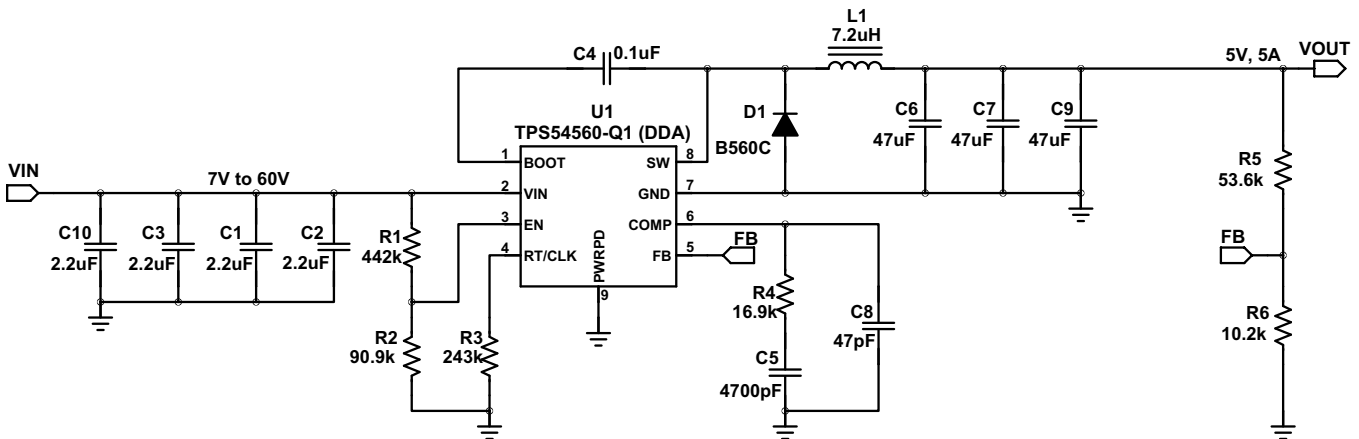 L1
7.2uH
C4
0.1uF
5V, 5A
VOUT
U1
TPS54560-Q1 (DDA)
D1
B560C
C6
47uF
C7
47uF
C9
47uF
1
BOOT
SW
8
VIN
7V to 60V
2
VIN
GND
7
3
EN
COMP
6
4
RT/CLK
FB
5
FB
PWRPD
9
C10
2.2uF
C3
2.2uF
C1
2.2uF
C2
2.2uF
R1
442k
R2
90.9k
R3
243k
R4
16.9k
C5
4700pF
C8
47pF
R5
53.6k
FB
R6
10.2k